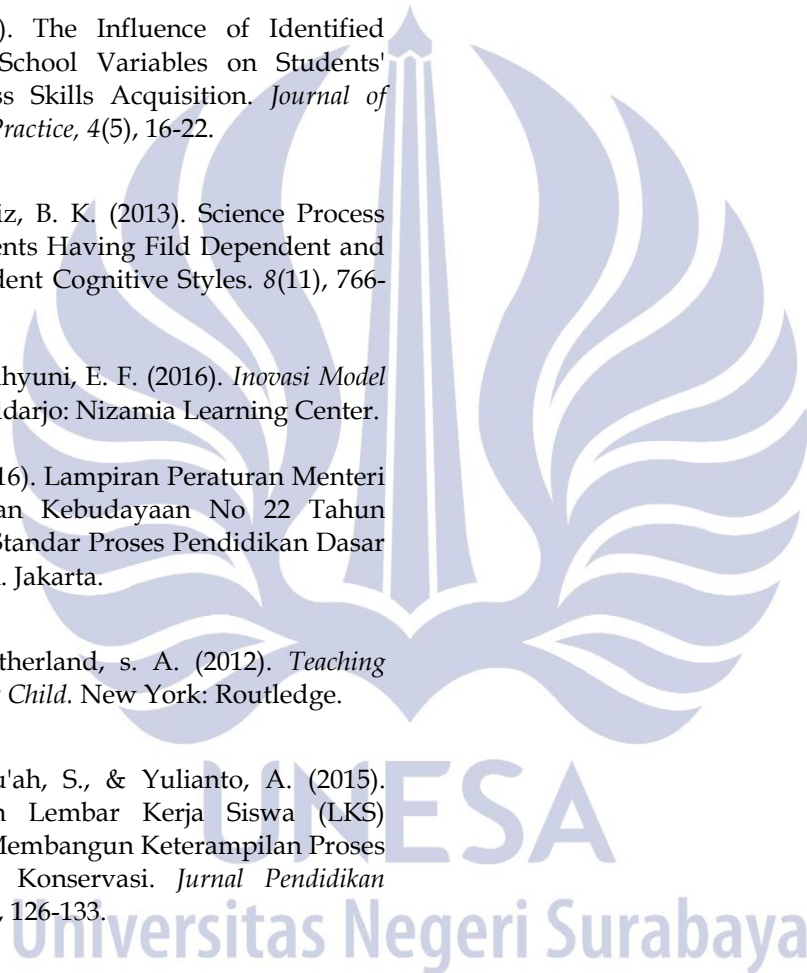 ). The Influence of Identified
School Variables on Students'
ss Skills Acquisition. Journal of
Practice, 4(5), 16-22.
iz, B. K. (2013). Science Process
ents Having Fild Dependent and
dent Cognitive Styles. 8(11), 766-
hyuni, E. F. (2016). Inovasi Model
idarjo: Nizamia Learning Center.
16). Lampiran Peraturan Menteri
an Kebudayaan No 22 Tahun
Standar Proses Pendidikan Dasar
. Jakarta.
therland, s. A. (2012). Teaching
Child. New York: Routledge.
u'ah, S., & Yulianto, A. (2015).
n Lembar Kerja Siswa (LKS)
Membangun Keterampilan Proses
Konservasi. Jurnal Pendidikan
, 126-133.
UNESA
Universitas Negeri Surabaya